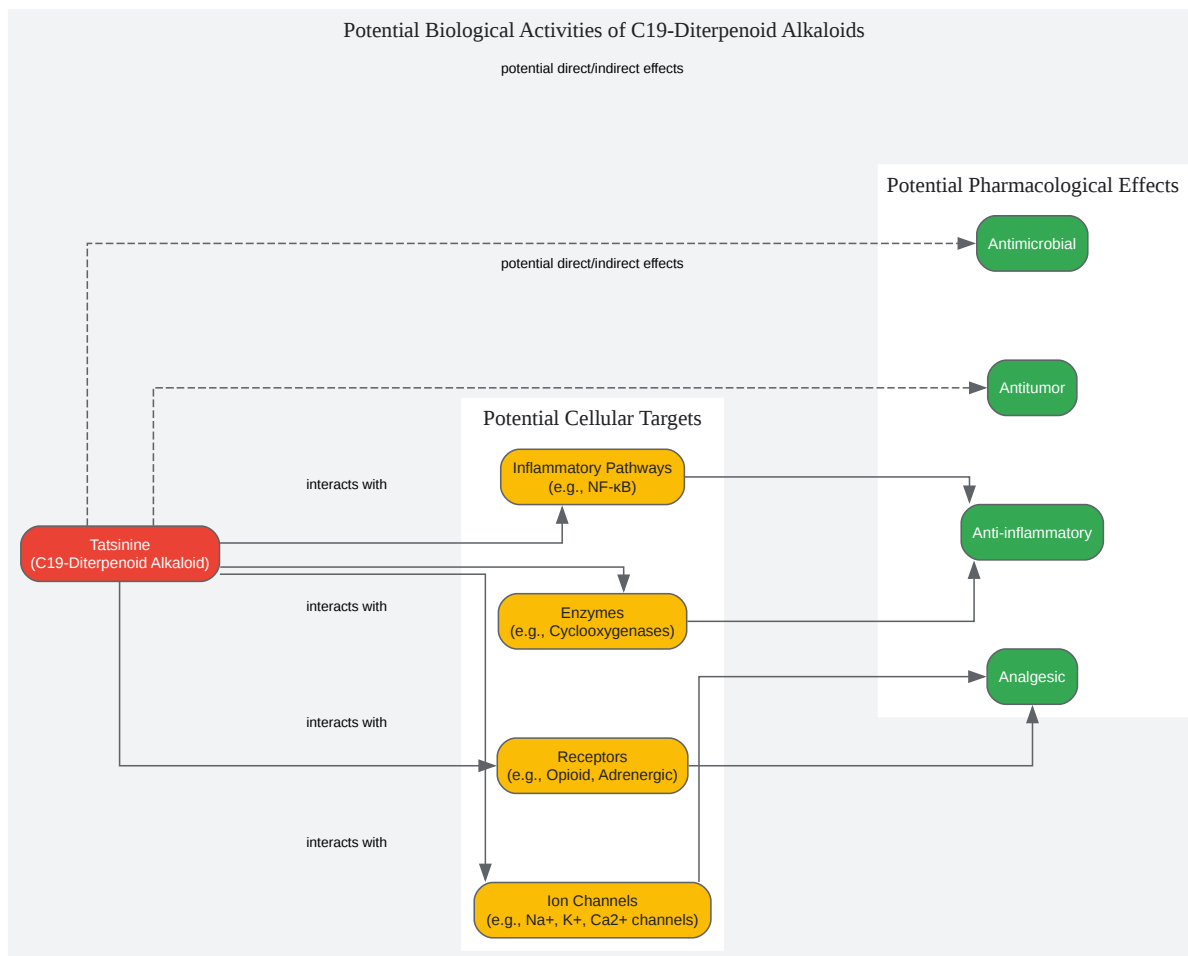 Potential Biological Activities of C19-Diterpenoid Alkaloids
potential direct/indirect effects
Potential Pharmacological Effects
Antimicrobial
potential direct/indirect effects
Antitumor
Potential Cellular Targets
Inflammatory Pathways
(e.g., NF-κB)
interacts with
Tatsinine
(C19-Diterpenoid Alkaloid)
Anti-inflammatory
interacts with
Enzymes
(e.g., Cyclooxygenases)
Analgesic
interacts with
Receptors
(e.g., Opioid, Adrenergic)
interacts with
Ion Channels
(e.g., Na+, K+, Ca2+ channels)